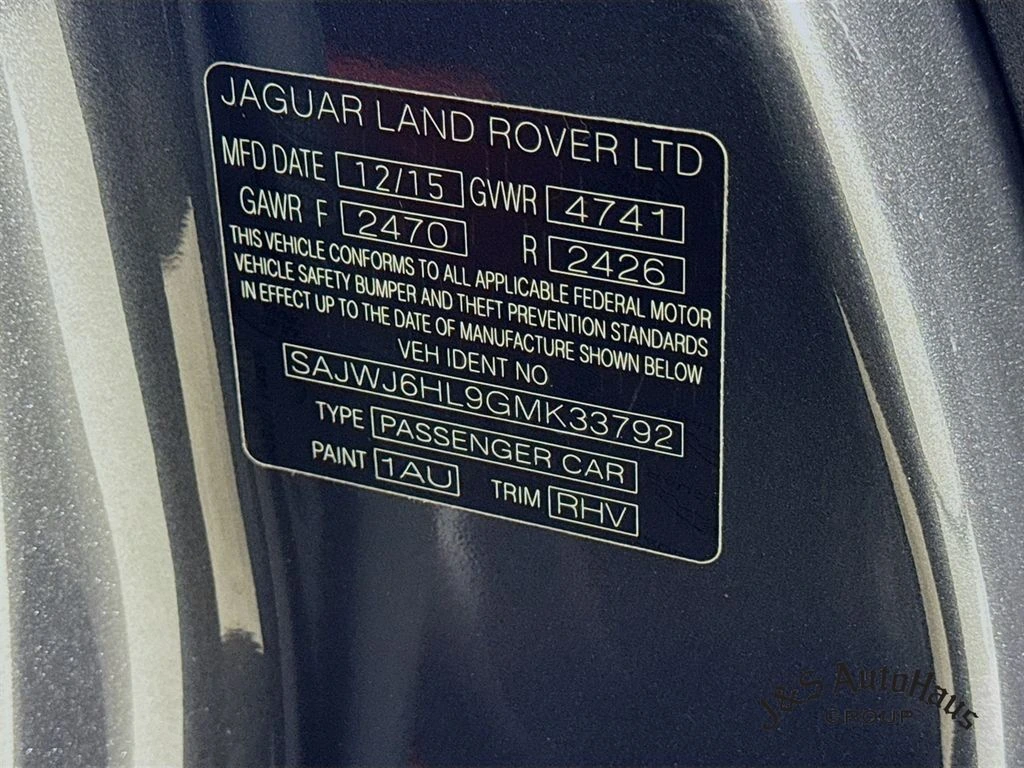 JAGUAR LAND ROVER LTD
MFD DATE 12/15 GVWR 4741
GAWR F 2470 R 2426
THIS VEHICLE CONFORMS TO ALL APPLICABLE FEDERAL MOTOR
VEHICLE SAFETY BUMPER AND THEFT PREVENTION STANDARDS
IN EFFECT UP TO THE DATE OF MANUFACTURE SHOWN BELOW
VEH IDENT NO.
SAJWJ6HL9GMK33792
TYPE PASSENGER CAR
PAINT 1AU TRIM RHV
J&S AutoHaus
GROUP